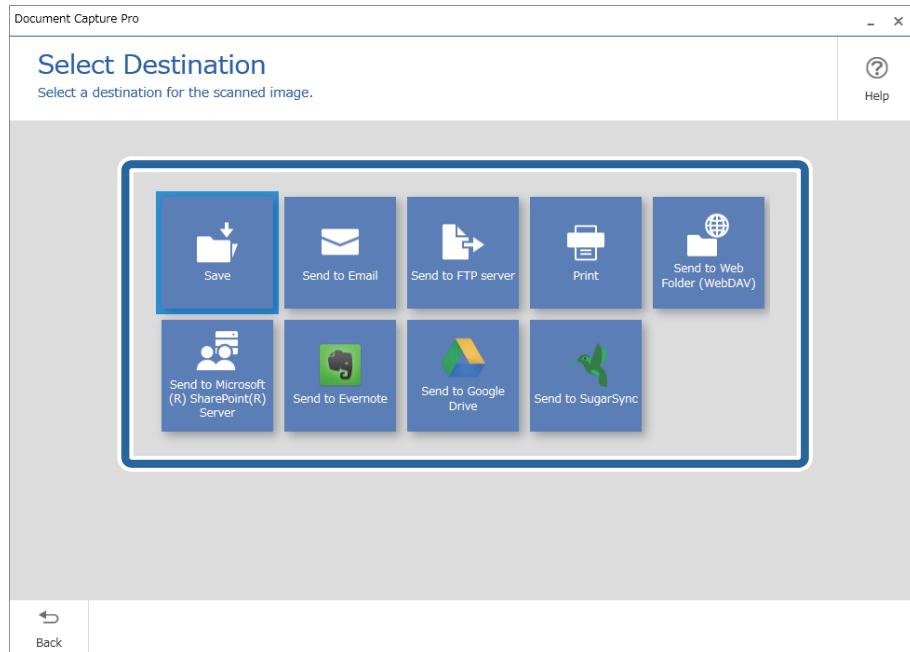 Document Capture Pro
Select Destination
Select a destination for the scanned image.
Help
Save
Send to Email
Send to FTP server
Print
Send to Web
Folder (WebDAV)
Send to Microsoft
(R) SharePoint(R)
Server
Send to Evernote
Send to Google
Drive
Send to SugarSync
Back